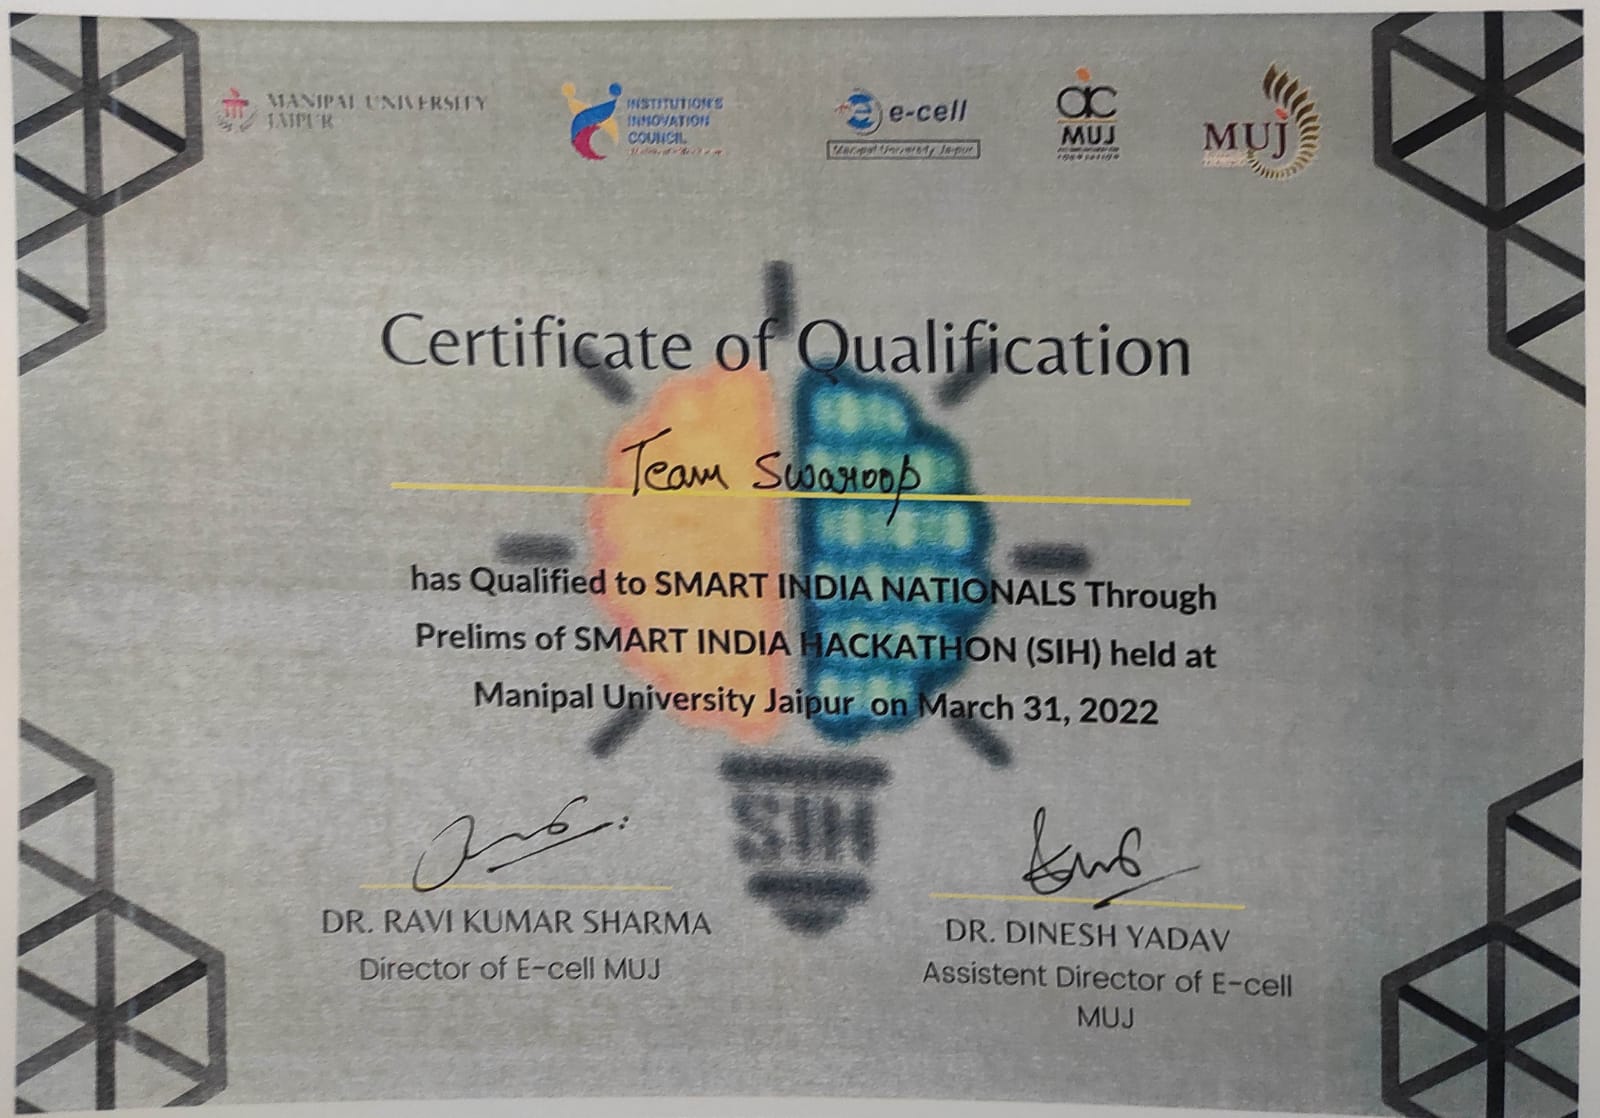 MANIPAL UNIVERSITY
JAIPUR
INSTITUTION'S
INNOVATION
COUNCIL
e-cell
Manipal University Jaipur
aic
MUJ
MUJ
Certificate of Qualification
Team Swaroop
has Qualified to SMART INDIA NATIONALS Through
Prelims of SMART INDIA HACKATHON (SIH) held at
Manipal University Jaipur on March 31, 2022
SIH
DR. RAVI KUMAR SHARMA
Director of E-cell MUJ
DR. DINESH YADAV
Assistent Director of E-cell
MUJ